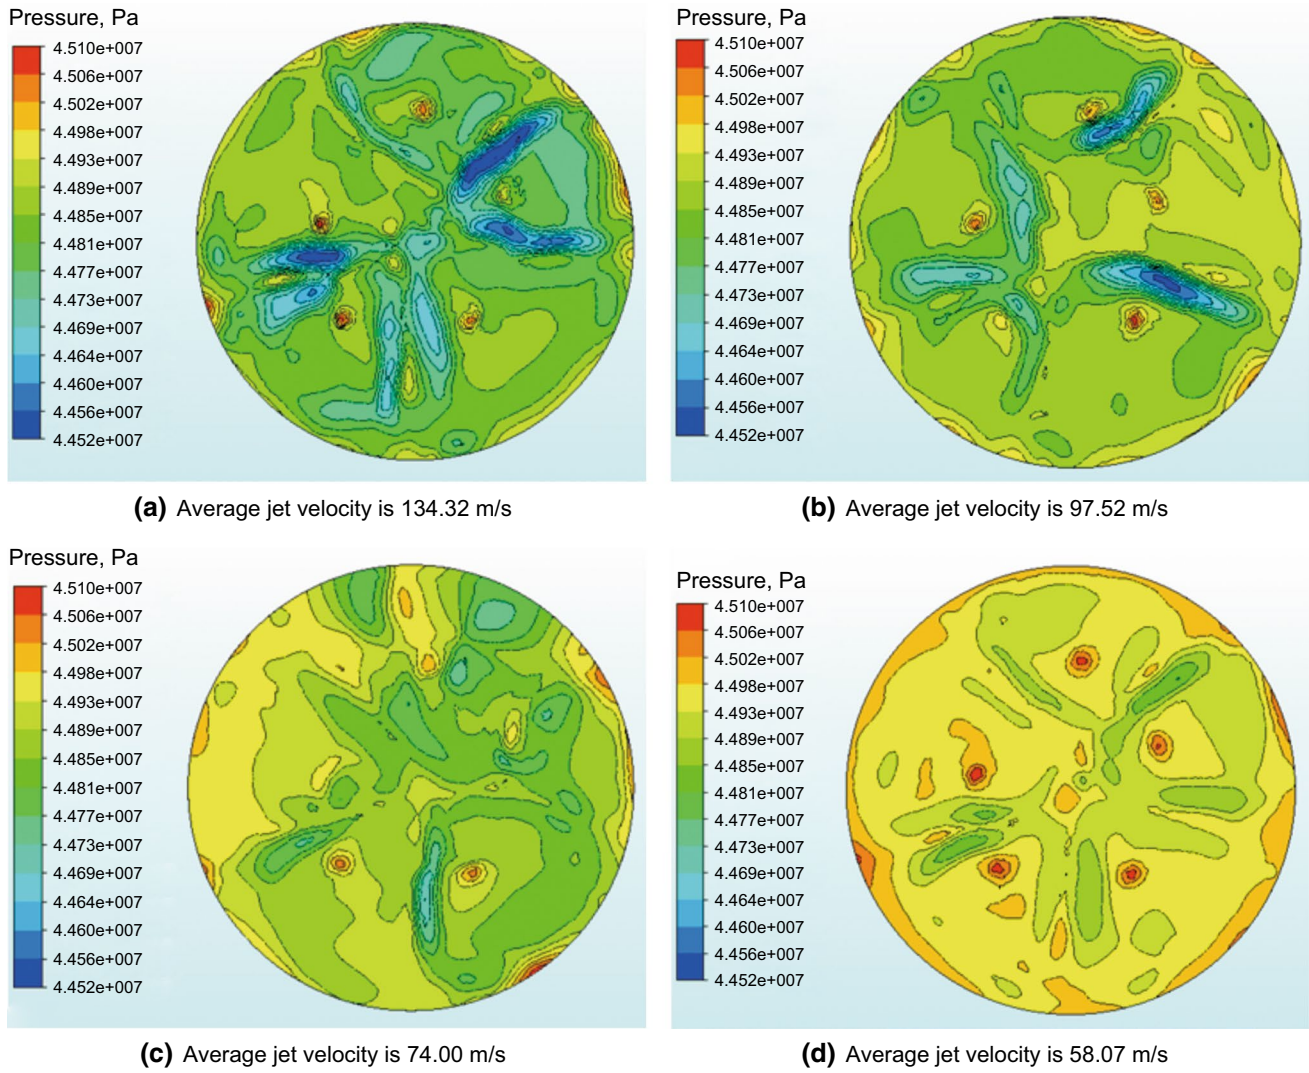 Pressure, Pa
4.510e+007
4.506e+007
4.502e+007
4.498e+007
4.493e+007
4.489e+007
4.485e+007
4.481e+007
4.477e+007
4.473e+007
4.469e+007
4.464e+007
4.460e+007
4.456e+007
4.452e+007
(a) Average jet velocity is 134.32 m/s
Pressure, Pa
4.510e+007
4.506e+007
4.502e+007
4.498e+007
4.493e+007
4.489e+007
4.485e+007
4.481e+007
4.477e+007
4.473e+007
4.469e+007
4.464e+007
4.460e+007
4.456e+007
4.452e+007
(b) Average jet velocity is 97.52 m/s
Pressure, Pa
4.510e+007
4.506e+007
4.502e+007
4.498e+007
4.493e+007
4.489e+007
4.485e+007
4.481e+007
4.477e+007
4.473e+007
4.469e+007
4.464e+007
4.460e+007
4.456e+007
4.452e+007
(c) Average jet velocity is 74.00 m/s
Pressure, Pa
4.510e+007
4.506e+007
4.502e+007
4.498e+007
4.493e+007
4.489e+007
4.485e+007
4.481e+007
4.477e+007
4.473e+007
4.469e+007
4.464e+007
4.460e+007
4.456e+007
4.452e+007
(d) Average jet velocity is 58.07 m/s